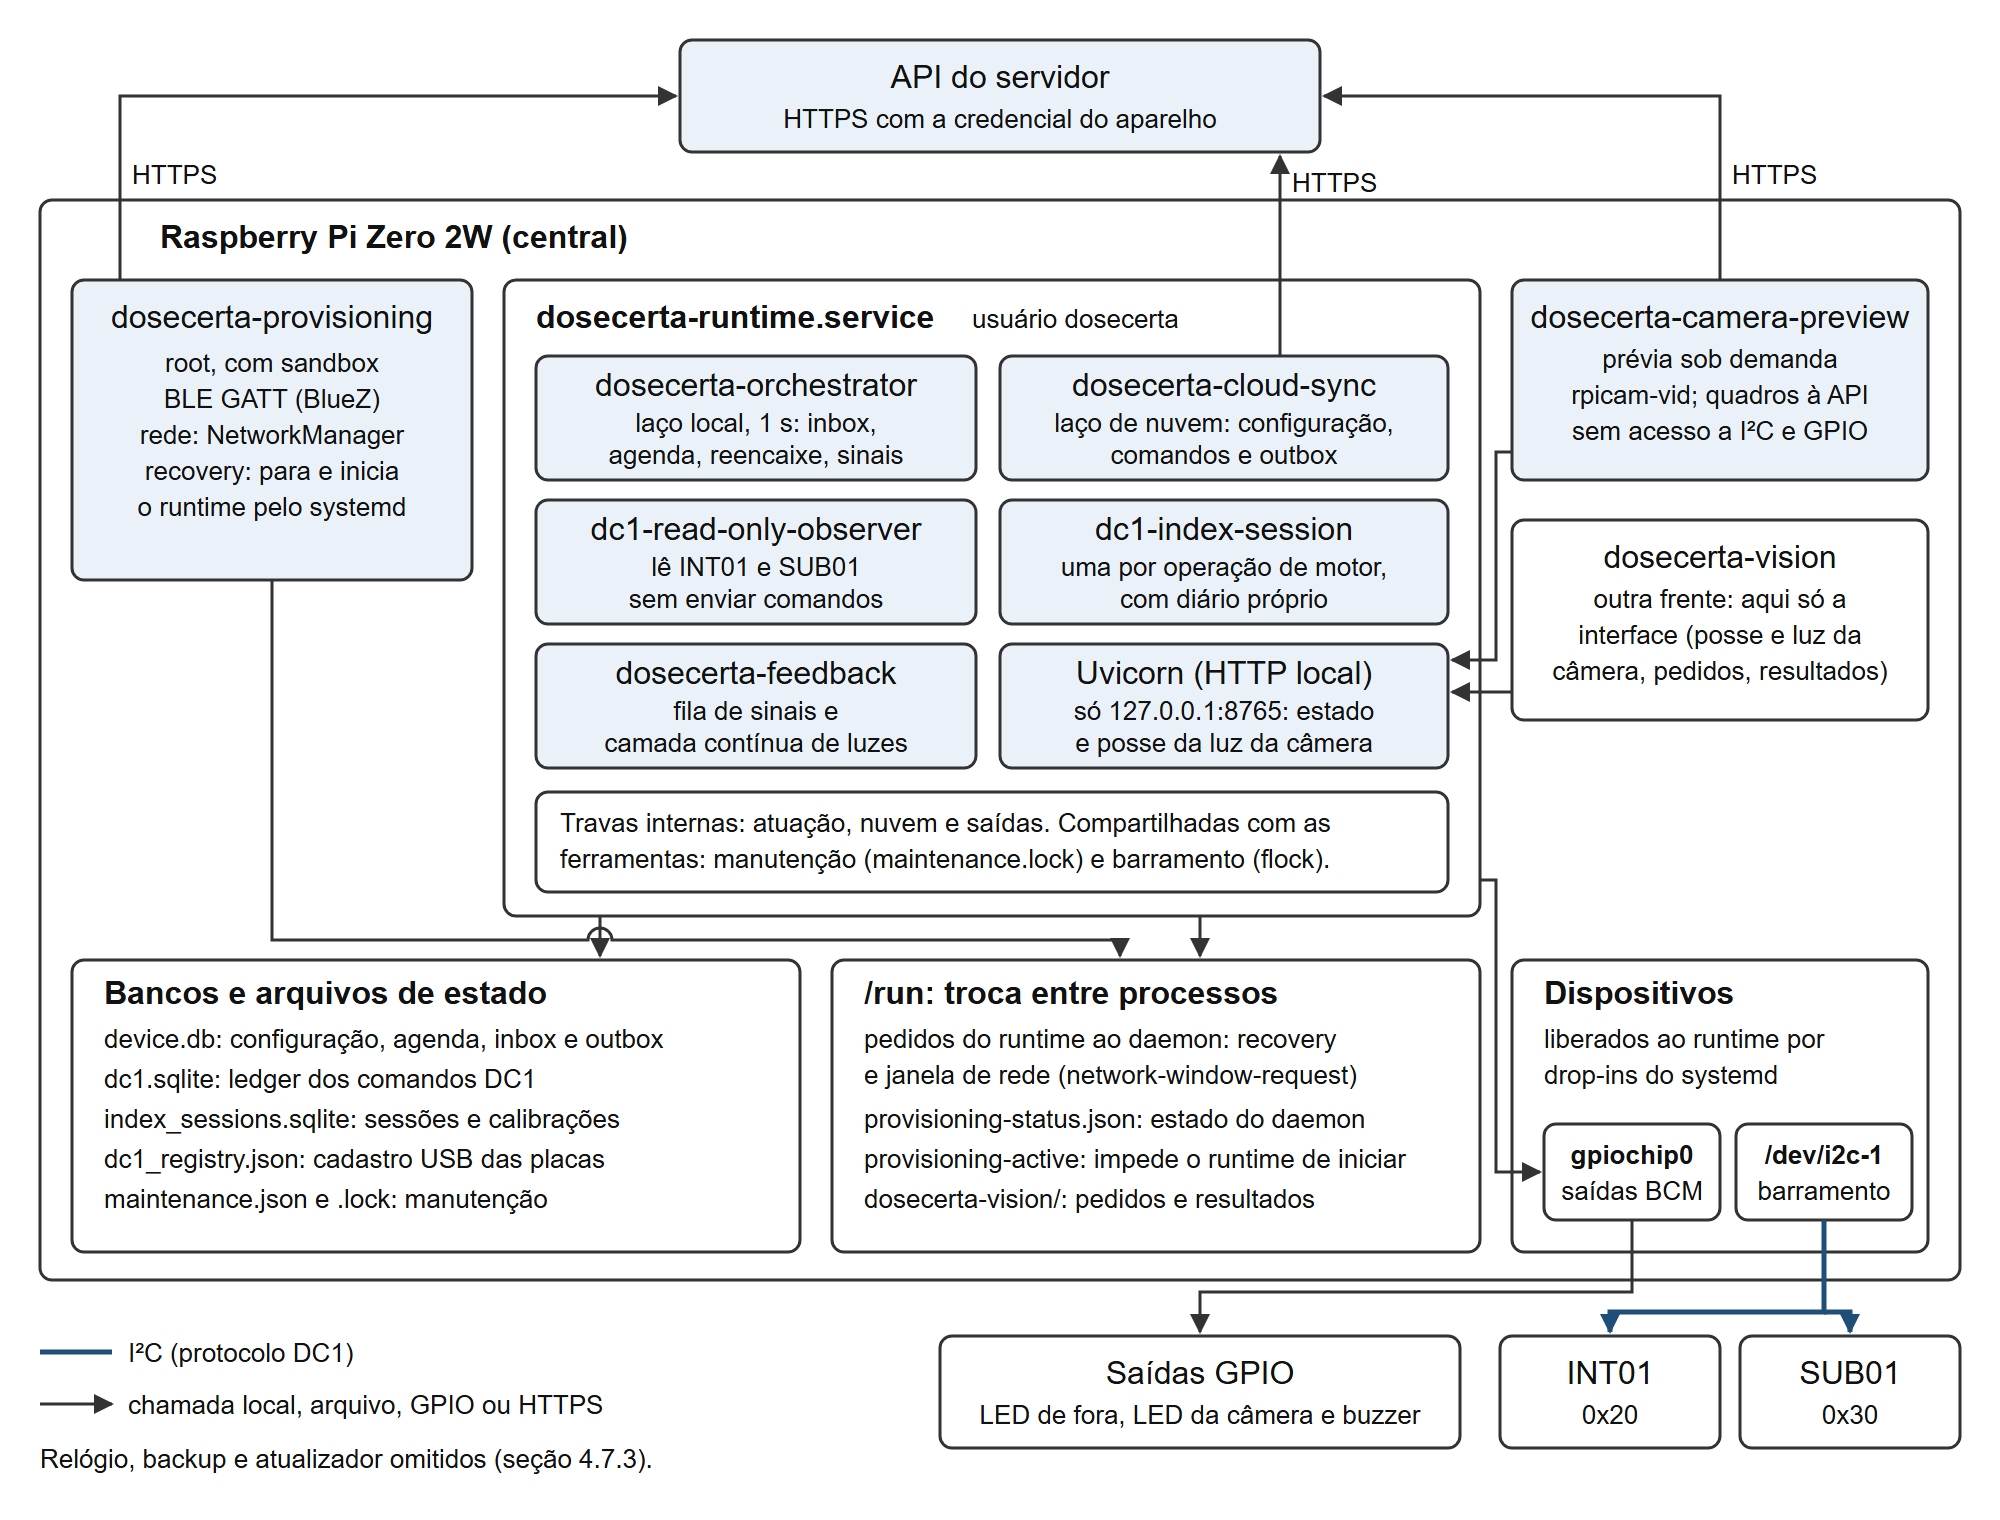 API do servidor
HTTPS com a credencial do aparelho
HTTPS
HTTPS
HTTPS
Raspberry Pi Zero 2W (central)
dosecerta-provisioning
root, com sandbox
BLE GATT (BlueZ)
rede: NetworkManager
recovery: para e inicia
o runtime pelo systemd
dosecerta-runtime.service usuário dosecerta
dosecerta-orchestrator
laço local, 1 s: inbox,
agenda, reencaixe, sinais
dosecerta-cloud-sync
laço de nuvem: configuração,
comandos e outbox
dc1-read-only-observer
lê INT01 e SUB01
sem enviar comandos
dc1-index-session
uma por operação de motor,
com diário próprio
dosecerta-feedback
fila de sinais e
camada contínua de luzes
Uvicorn (HTTP local)
só 127.0.0.1:8765: estado
e posse da luz da câmera
Travas internas: atuação, nuvem e saídas. Compartilhadas com as
ferramentas: manutenção (maintenance.lock) e barramento (flock).
dosecerta-camera-preview
prévia sob demanda
rpicam-vid; quadros à API
sem acesso a I²C e GPIO
dosecerta-vision
outra frente: aqui só a
interface (posse e luz da
câmera, pedidos, resultados)
Bancos e arquivos de estado
device.db: configuração, agenda, inbox e outbox
dc1.sqlite: ledger dos comandos DC1
index_sessions.sqlite: sessões e calibrações
dc1_registry.json: cadastro USB das placas
maintenance.json e .lock: manutenção
/run: troca entre processos
pedidos do runtime ao daemon: recovery
e janela de rede (network-window-request)
provisioning-status.json: estado do daemon
provisioning-active: impede o runtime de iniciar
dosecerta-vision/: pedidos e resultados
Dispositivos
liberados ao runtime por
drop-ins do systemd
gpiochip0
saídas BCM
/dev/i2c-1
barramento
I²C (protocolo DC1)
chamada local, arquivo, GPIO ou HTTPS
Relógio, backup e atualizador omitidos (seção 4.7.3).
Saídas GPIO
LED de fora, LED da câmera e buzzer
INT01
0x20
SUB01
0x30